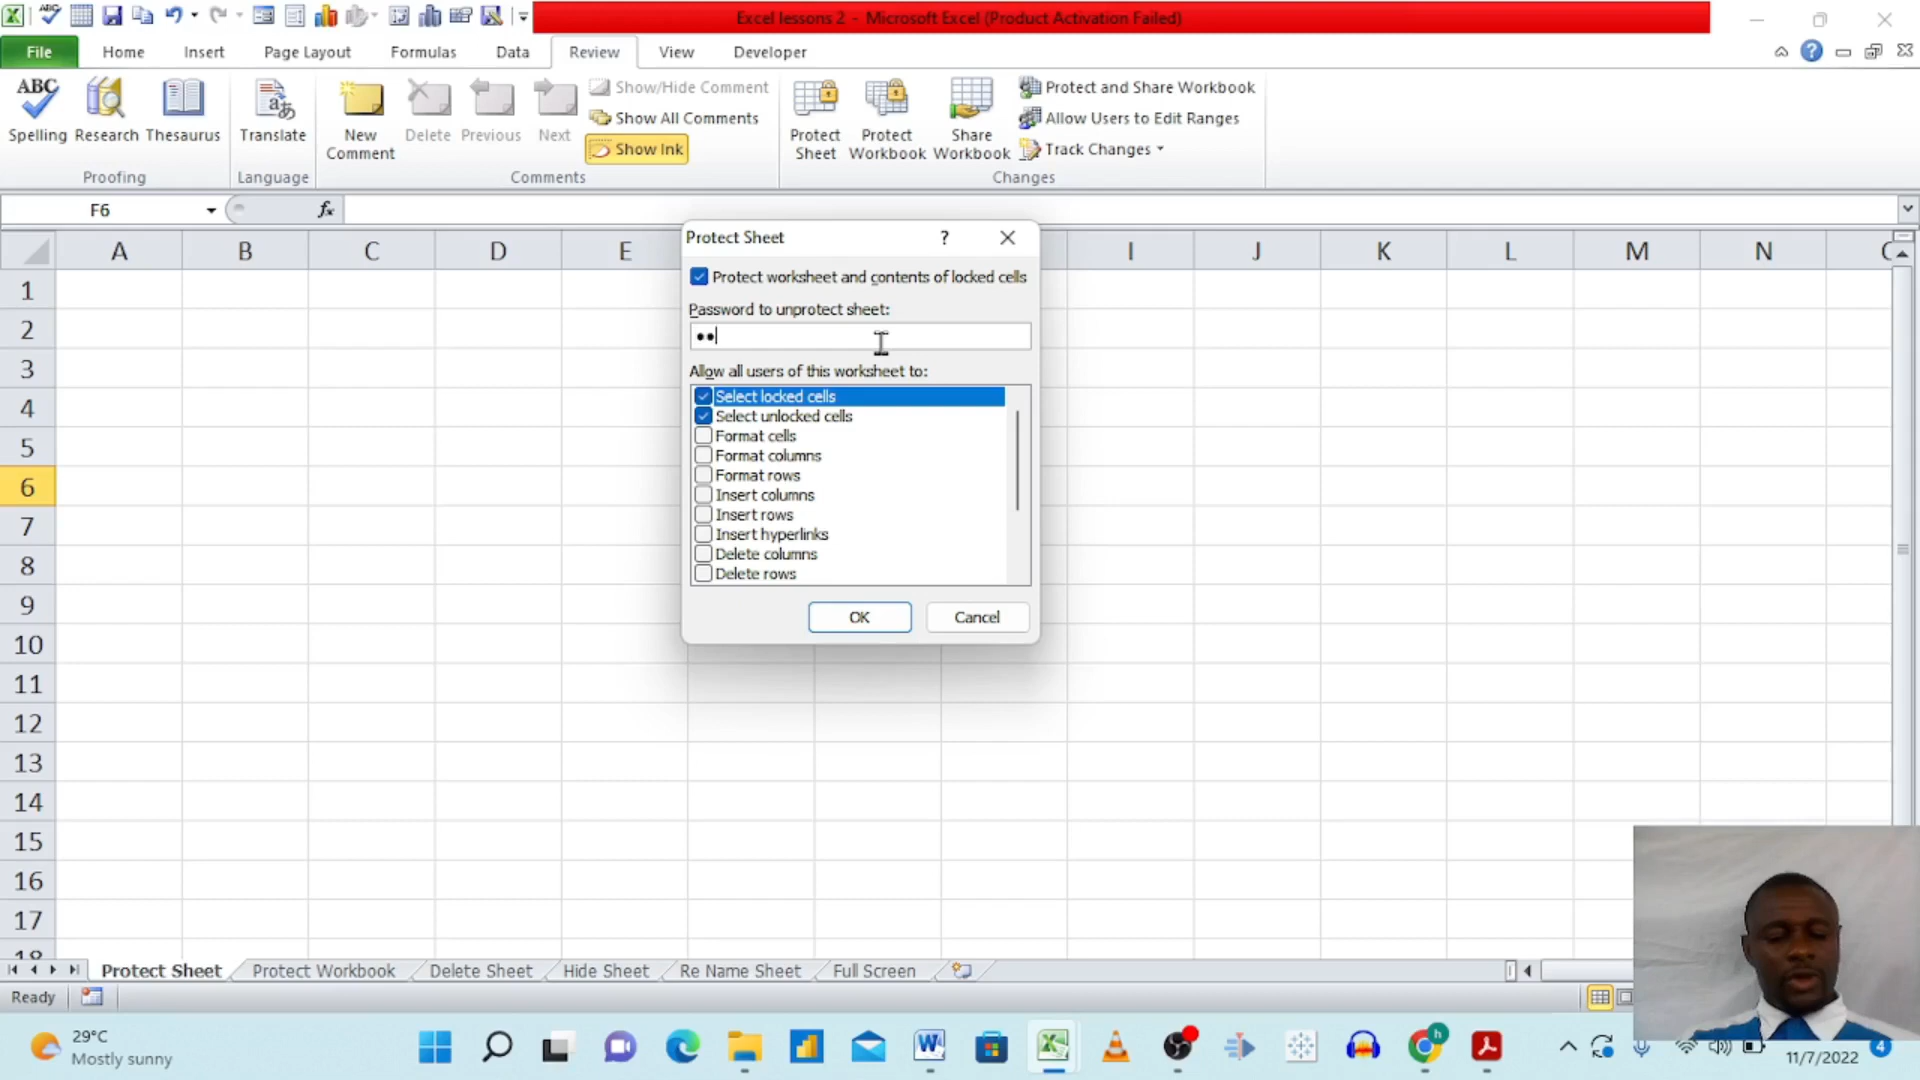 Excel lessons 2 - Microsoft Excel (Product Activation Failed)
File Home Insert Page Layout Formulas Data Review View Developer
ABC ABC
Spelling Research Thesaurus
Proofing
Translate
Language
New Comment Delete Previous Next
Show/Hide Comment
Show All Comments
Show Ink
Comments
Protect Sheet Protect Workbook Share Workbook
Protect and Share Workbook
Allow Users to Edit Ranges
Track Changes
Changes
F6 fx
A B C D E I J K L M N
1
2
3
4
5
6
7
8
9
10
11
12
13
14
15
16
17
18
Protect Sheet ?
Protect worksheet and contents of locked cells
Password to unprotect sheet:
••
Allow all users of this worksheet to:
Select locked cells
Select unlocked cells
Format cells
Format columns
Format rows
Insert columns
Insert rows
Insert hyperlinks
Delete columns
Delete rows
OK Cancel
Protect Sheet Protect Workbook Delete Sheet Hide Sheet Re Name Sheet Full Screen
Ready
29°C
Mostly sunny
h
11/7/2022 4